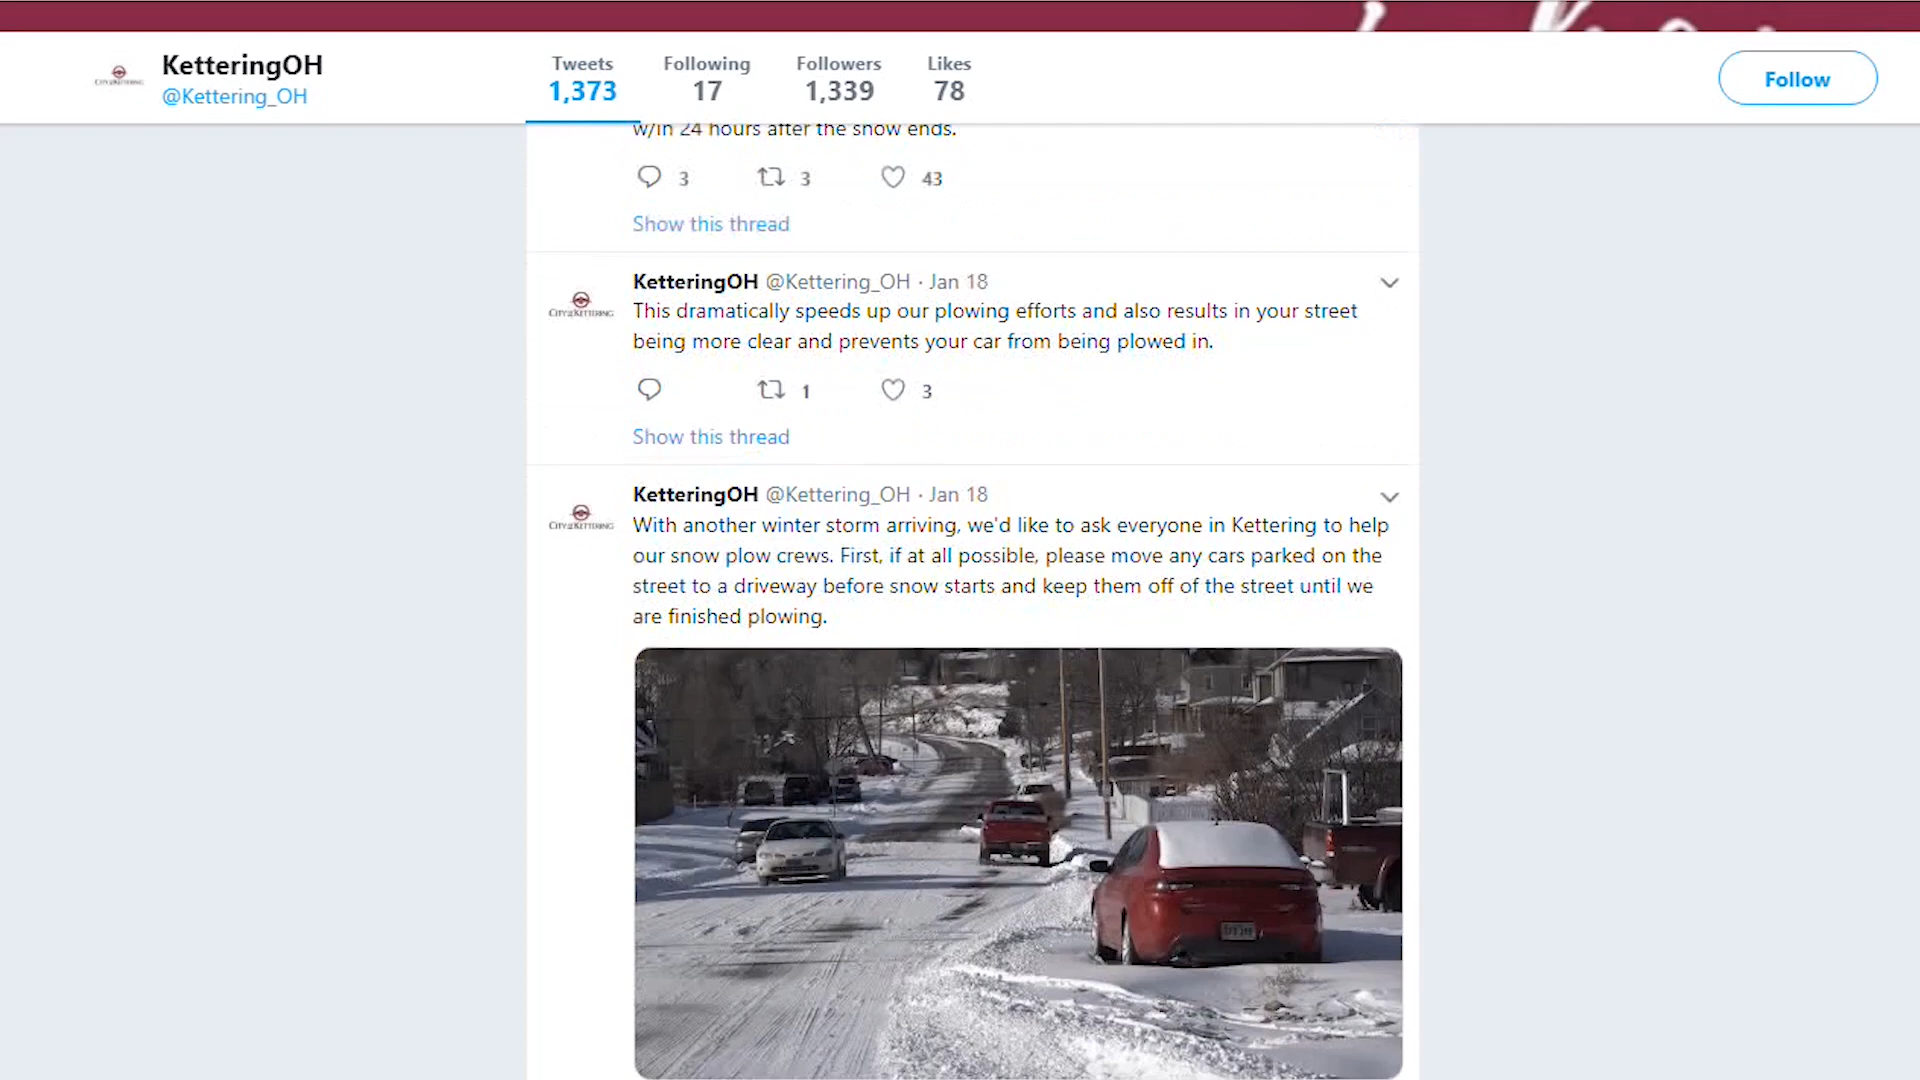 KetteringOH
@Kettering_OH
Tweets
1,373
Following
17
Followers
1,339
Likes
78
Follow
w/in 24 hours after the snow ends.
3 3 43
Show this thread
KetteringOH @Kettering_OH · Jan 18
This dramatically speeds up our plowing efforts and also results in your street
being more clear and prevents your car from being plowed in.
1 3
Show this thread
KetteringOH @Kettering_OH · Jan 18
With another winter storm arriving, we'd like to ask everyone in Kettering to help
our snow plow crews. First, if at all possible, please move any cars parked on the
street to a driveway before snow starts and keep them off of the street until we
are finished plowing.